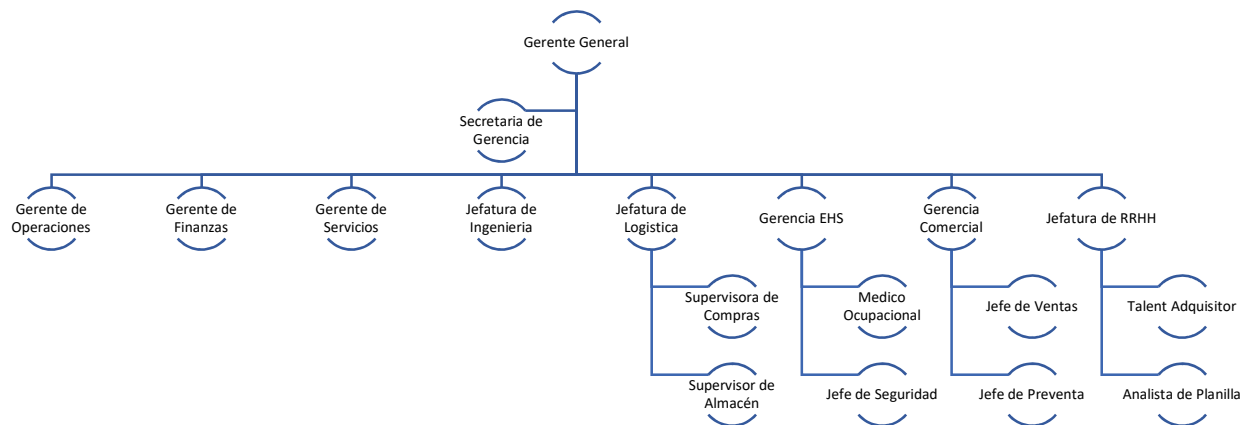 Gerente General
Secretaria de
Gerencia
Gerente de
Operaciones
Gerente de
Finanzas
Gerente de
Servicios
Jefatura de
Ingenieria
Jefatura de
Logistica
Gerencia EHS
Gerencia
Comercial
Jefatura de RRHH
Supervisora de
Compras
Medico
Ocupacional
Jefe de Ventas
Talent Adquisitor
Supervisor de
Almacén
Jefe de Seguridad
Jefe de Preventa
Analista de Planilla